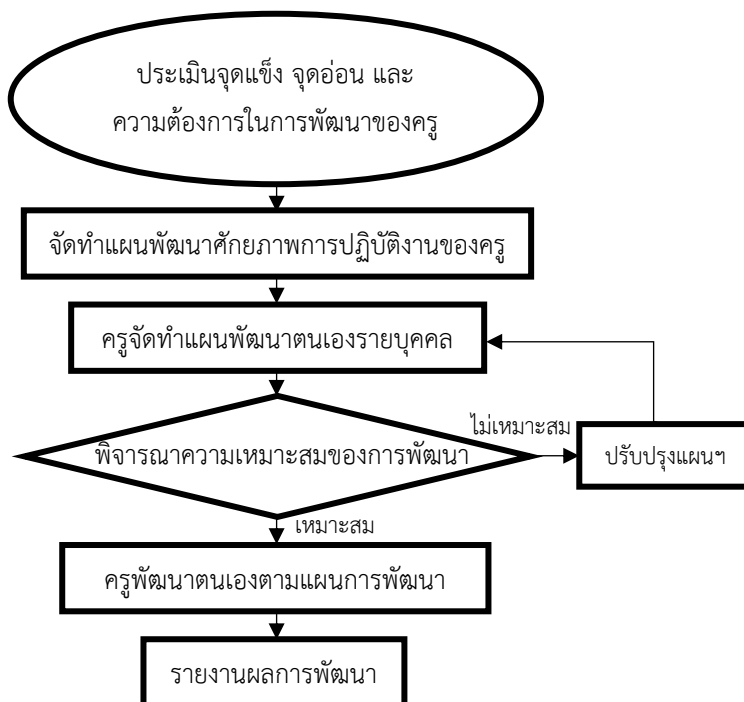 ประเมินจุดแข็ง จุดอ่อน และ
ความต้องการในการพัฒนาของครู
จัดทำแผนพัฒนาศักยภาพการปฏิบัติงานของครู
ครูจัดทำแผนพัฒนาตนเองรายบุคคล
พิจารณาความเหมาะสมของการพัฒนา
ไม่เหมาะสม
ปรับปรุงแผนฯ
เหมาะสม
ครูพัฒนาตนเองตามแผนการพัฒนา
รายงานผลการพัฒนา